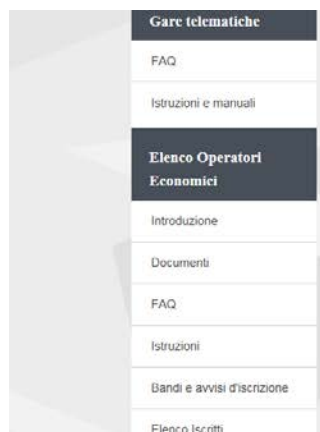 Gare telematiche
FAQ
Istruzioni e manuali
Elenco Operatori
Economici
Introduzione
Documenti
FAQ
Istruzioni
Bandi e avvisi d'iscrizione
Elenco Iscritti